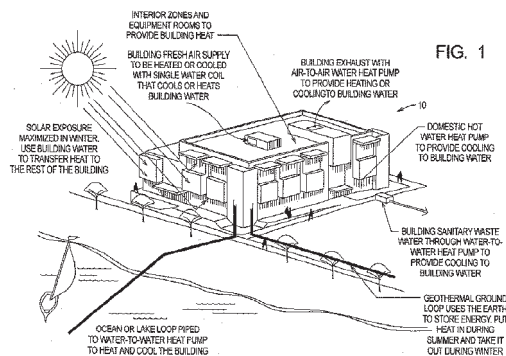 INTERIOR ZONES AND
EQUIPMENT ROOMS TO
PROVIDE BUILDING HEAT
BUILDING FRESH AIR SUPPLY
TO BE HEATED OR COOLED
WITH SINGLE WATER COIL
THAT COOLS OR HEATS
BUILDING WATER
BUILDING EXHAUST WITH
AIR-TO-AIR WATER HEAT PUMP
TO PROVIDE HEATING OR
COOLINGTO BUILDING WATER
FIG. 1
10
SOLAR EXPOSURE
MAXIMIZED IN WINTER.
USE BUILDING WATER
TO TRANSFER HEAT TO
THE REST OF THE BUILDING
DOMESTIC HOT
WATER HEAT PUMP
TO PROVIDE COOLING
TO BUILDING WATER
BUILDING SANITARY WASTE
WATER THROUGH WATER-TO-
WATER HEAT PUMP TO
PROVIDE COOLING TO
BUILDING WATER
GEOTHERMAL GROUND
LOOP USES THE EARTH
TO STORE ENERGY, PUT
HEAT IN DURING
SUMMER AND TAKE IT
OUT DURING WINTER
OCEAN OR LAKE LOOP PIPED
TO WATER-TO-WATER HEAT PUMP
TO HEAT AND COOL THE BUILDING